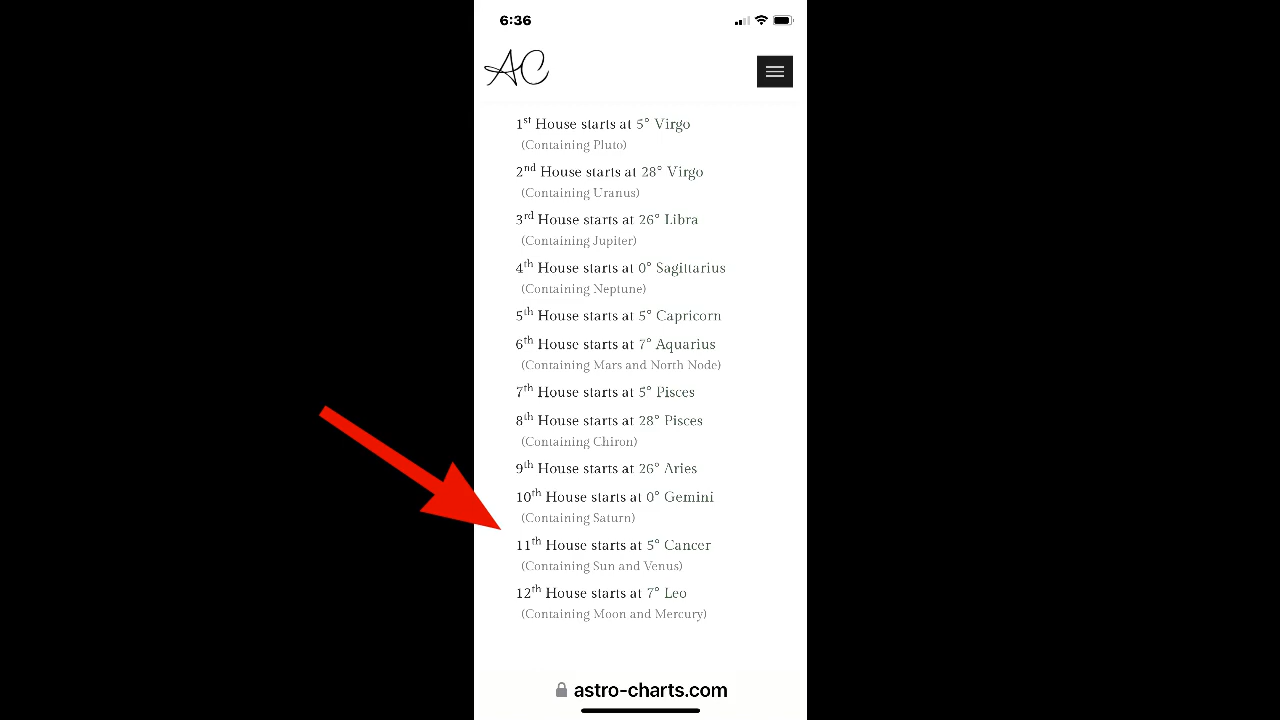 6:36
AC
1st House starts at 5° Virgo
(Containing Pluto)
2nd House starts at 28° Virgo
(Containing Uranus)
3rd House starts at 26° Libra
(Containing Jupiter)
4th House starts at 0° Sagittarius
(Containing Neptune)
5th House starts at 5° Capricorn
6th House starts at 7° Aquarius
(Containing Mars and North Node)
7th House starts at 5° Pisces
8th House starts at 28° Pisces
(Containing Chiron)
9th House starts at 26° Aries
10th House starts at 0° Gemini
(Containing Saturn)
11th House starts at 5° Cancer
(Containing Sun and Venus)
12th House starts at 7° Leo
(Containing Moon and Mercury)
astro-charts.com